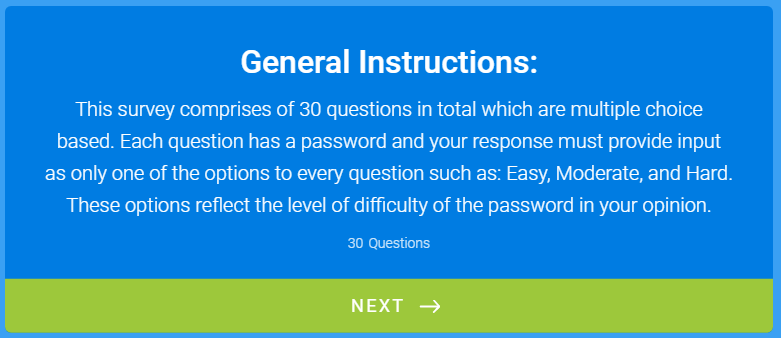 General Instructions:
This survey comprises of 30 questions in total which are multiple choice
based. Each question has a password and your response must provide input
as only one of the options to every question such as: Easy, Moderate, and Hard.
These options reflect the level of difficulty of the password in your opinion.
30 Questions
NEXT →